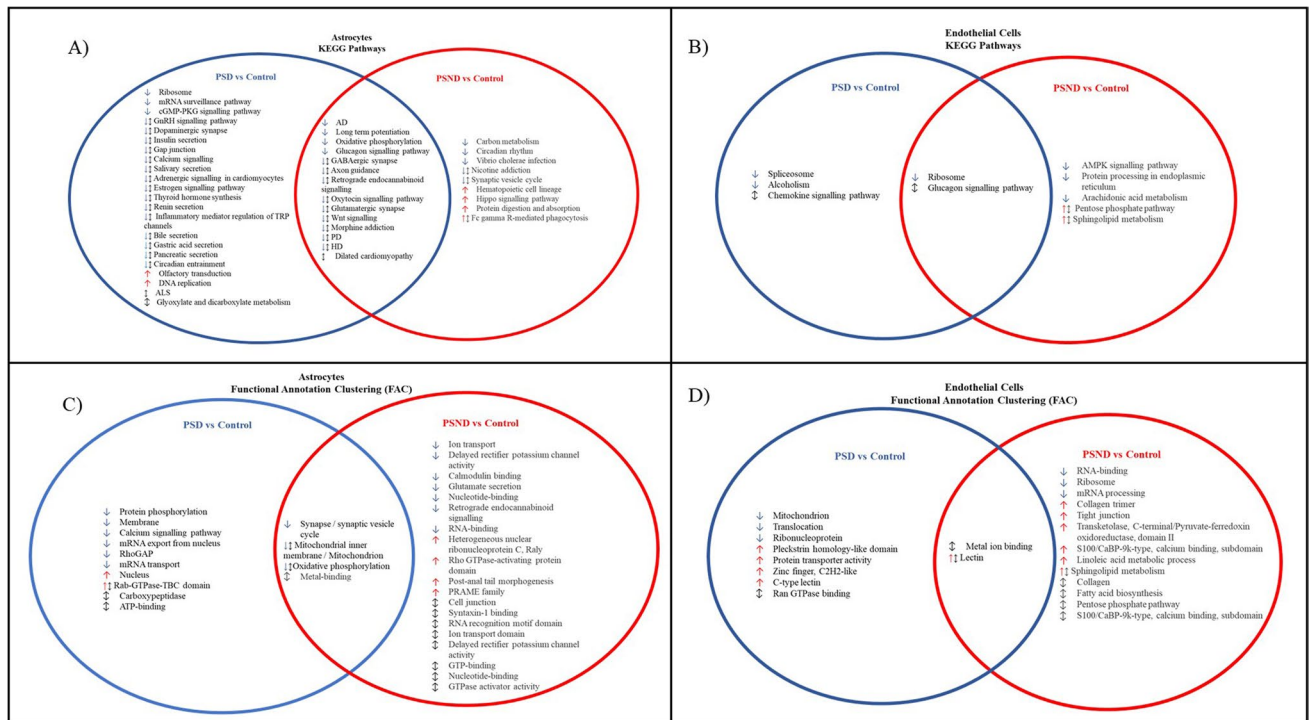 A)
Astrocytes
KEGG Pathways
PSD vs Control
↓ Ribosome
↓ mRNA surveillance pathway
↓ cGMP-PKG signalling pathway
↓↕ GnRH signalling pathway
↓↕ Dopaminergic synapse
↓↕ Insulin secretion
↓↕ Gap junction
↓↕ Calcium signalling
↓↕ Salivary secretion
↓↕ Adrenergic signalling in cardiomyocytes
↓↕ Estrogen signalling pathway
↓↕ Thyroid hormone synthesis
↓↕ Renin secretion
↓↕ Inflammatory mediator regulation of TRP
channels
↓↕ Bile secretion
↓↕ Gastric acid secretion
↓↕ Pancreatic secretion
↓↕ Circadian entrainment
↑ Olfactory transduction
↑ DNA replication
↕ ALS
↕ Glyoxylate and dicarboxylate metabolism
↓ AD
↓ Long term potentiation
↓ Oxidative phosphorylation
↓ Glucagon signalling pathway
↓↕ GABAergic synapse
↓↕ Axon guidance
↓↕ Retrograde endocannabinoid
signalling
↓↕ Oxytocin signalling pathway
↓↕ Glutamatergic synapse
↓↕ Wnt signalling
↓↕ Morphine addiction
↓↕ PD
↓↕ HD
↕ Dilated cardiomyopathy
PSND vs Control
↓ Carbon metabolism
↓ Circadian rhythm
↓ Vibrio cholerae infection
↓↕ Nicotine addiction
↓↕ Synaptic vesicle cycle
↑ Hematopoietic cell lineage
↑ Hippo signalling pathway
↑ Protein digestion and absorption
↑↕ Fc gamma R-mediated phagocytosis
B)
Endothelial Cells
KEGG Pathways
PSD vs Control
↓ Spliceosome
↓ Alcoholism
↕ Chemokine signalling pathway
↓ Ribosome
↕ Glucagon signalling pathway
PSND vs Control
↓ AMPK signalling pathway
↓ Protein processing in endoplasmic
reticulum
↓ Arachidonic acid metabolism
↑↕ Pentose phosphate pathway
↑↕ Sphingolipid metabolism
C)
Astrocytes
Functional Annotation Clustering (FAC)
PSD vs Control
↓ Protein phosphorylation
↓ Membrane
↓ Calcium signalling pathway
↓ mRNA export from nucleus
↓ RhoGAP
↓ mRNA transport
↑ Nucleus
↑↕ Rab-GTPase-TBC domain
↕ Carboxypeptidase
↕ ATP-binding
↓ Synapse / synaptic vesicle
cycle
↓↕ Mitochondrial inner
membrane / Mitochondrion
↓↕ Oxidative phosphorylation
↕ Metal-binding
PSND vs Control
↓ Ion transport
↓ Delayed rectifier potassium channel
activity
↓ Calmodulin binding
↓ Glutamate secretion
↓ Nucleotide-binding
↓ Retrograde endocannabinoid
signalling
↓ RNA-binding
↑ Heterogeneous nuclear
ribonucleoprotein C, Raly
↑ Rho GTPase-activating protein
domain
↑ Post-anal tail morphogenesis
↑ PRAME family
↕ Cell junction
↕ Syntaxin-1 binding
↕ RNA recognition motif domain
↕ Ion transport domain
↕ Delayed rectifier potassium channel
activity
↕ GTP-binding
↕ Nucleotide-binding
↕ GTPase activator activity
D)
Endothelial Cells
Functional Annotation Clustering (FAC)
PSD vs Control
↓ Mitochondrion
↓ Translocation
↓ Ribonucleoprotein
↑ Pleckstrin homology-like domain
↑ Protein transporter activity
↑ Zinc finger, C2H2-like
↑ C-type lectin
↕ Ran GTPase binding
↕ Metal ion binding
↑↕ Lectin
PSND vs Control
↓ RNA-binding
↓ Ribosome
↓ mRNA processing
↑ Collagen trimer
↑ Tight junction
↑ Transketolase, C-terminal/Pyruvate-ferredoxin
oxidoreductase, domain II
↑ S100/CaBP-9k-type, calcium binding, subdomain
↑ Linoleic acid metabolic process
↑↕ Sphingolipid metabolism
↕ Collagen
↕ Fatty acid biosynthesis
↕ Pentose phosphate pathway
↕ S100/CaBP-9k-type, calcium binding, subdomain